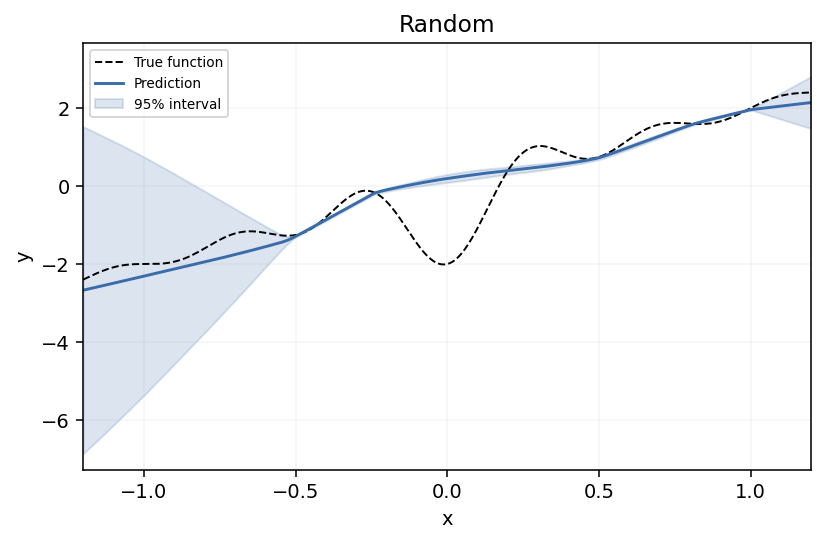 Random
True function
Prediction
95% interval
y
2
0
−2
−4
−6
−1.0
−0.5
0.0
0.5
1.0
x